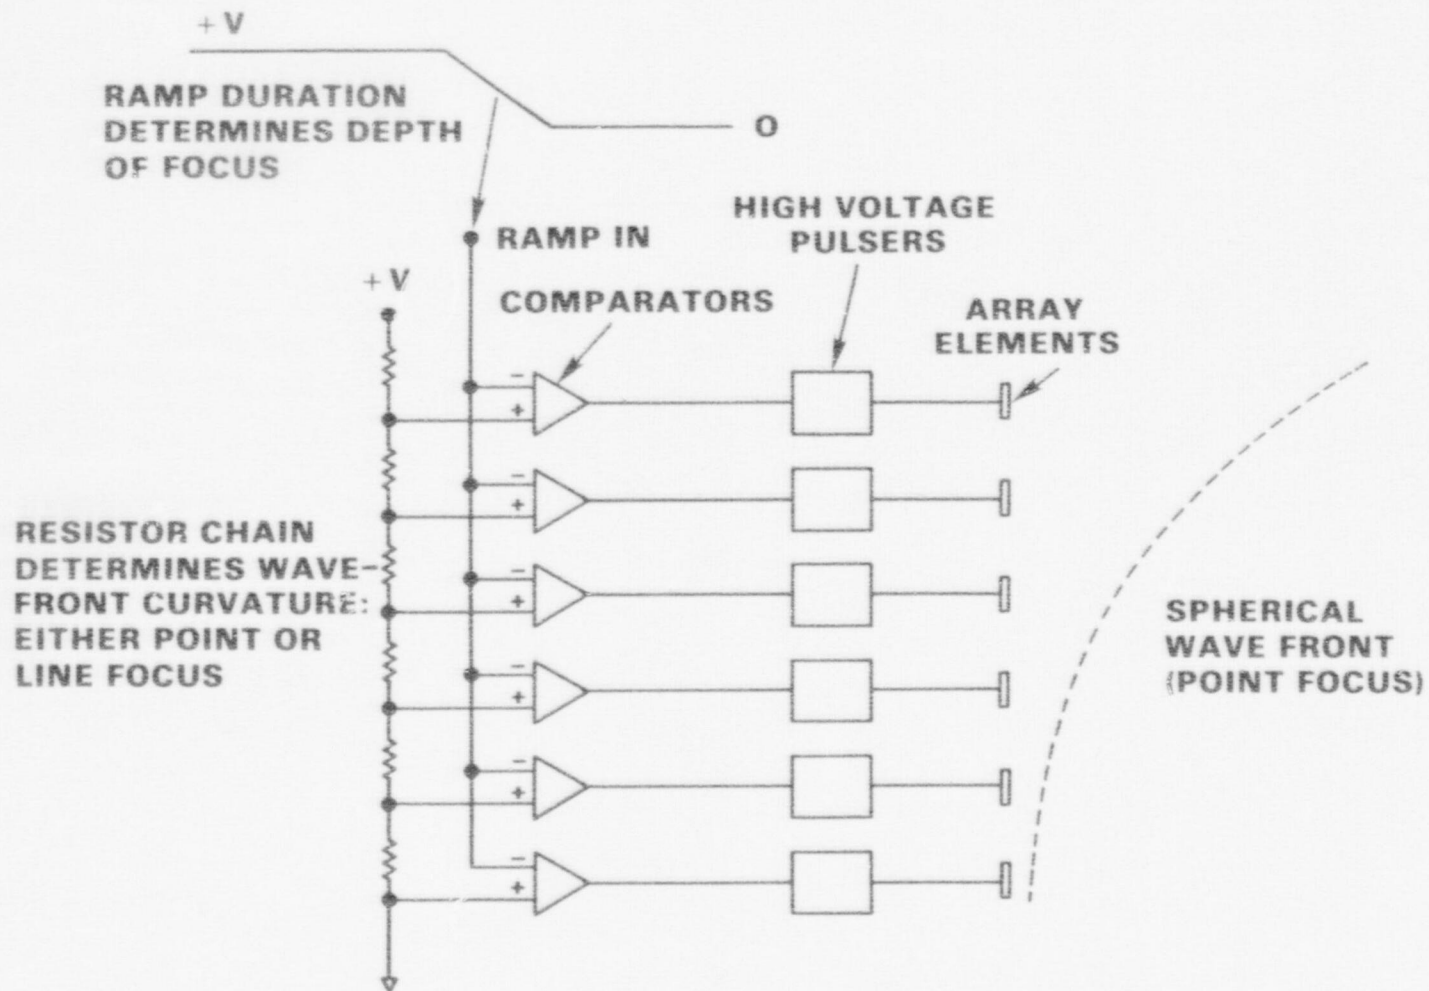 + V
RAMP DURATION
DETERMINES DEPTH
OF FOCUS
O
RAMP IN
HIGH VOLTAGE
PULSERS
+ V
COMPARATORS
ARRAY
ELEMENTS
-
+
-
+
RESISTOR CHAIN
DETERMINES WAVE-
FRONT CURVATURE:
EITHER POINT OR
LINE FOCUS
-
+
SPHERICAL
WAVE FRONT
(POINT FOCUS)
-
+
-
+
-
+